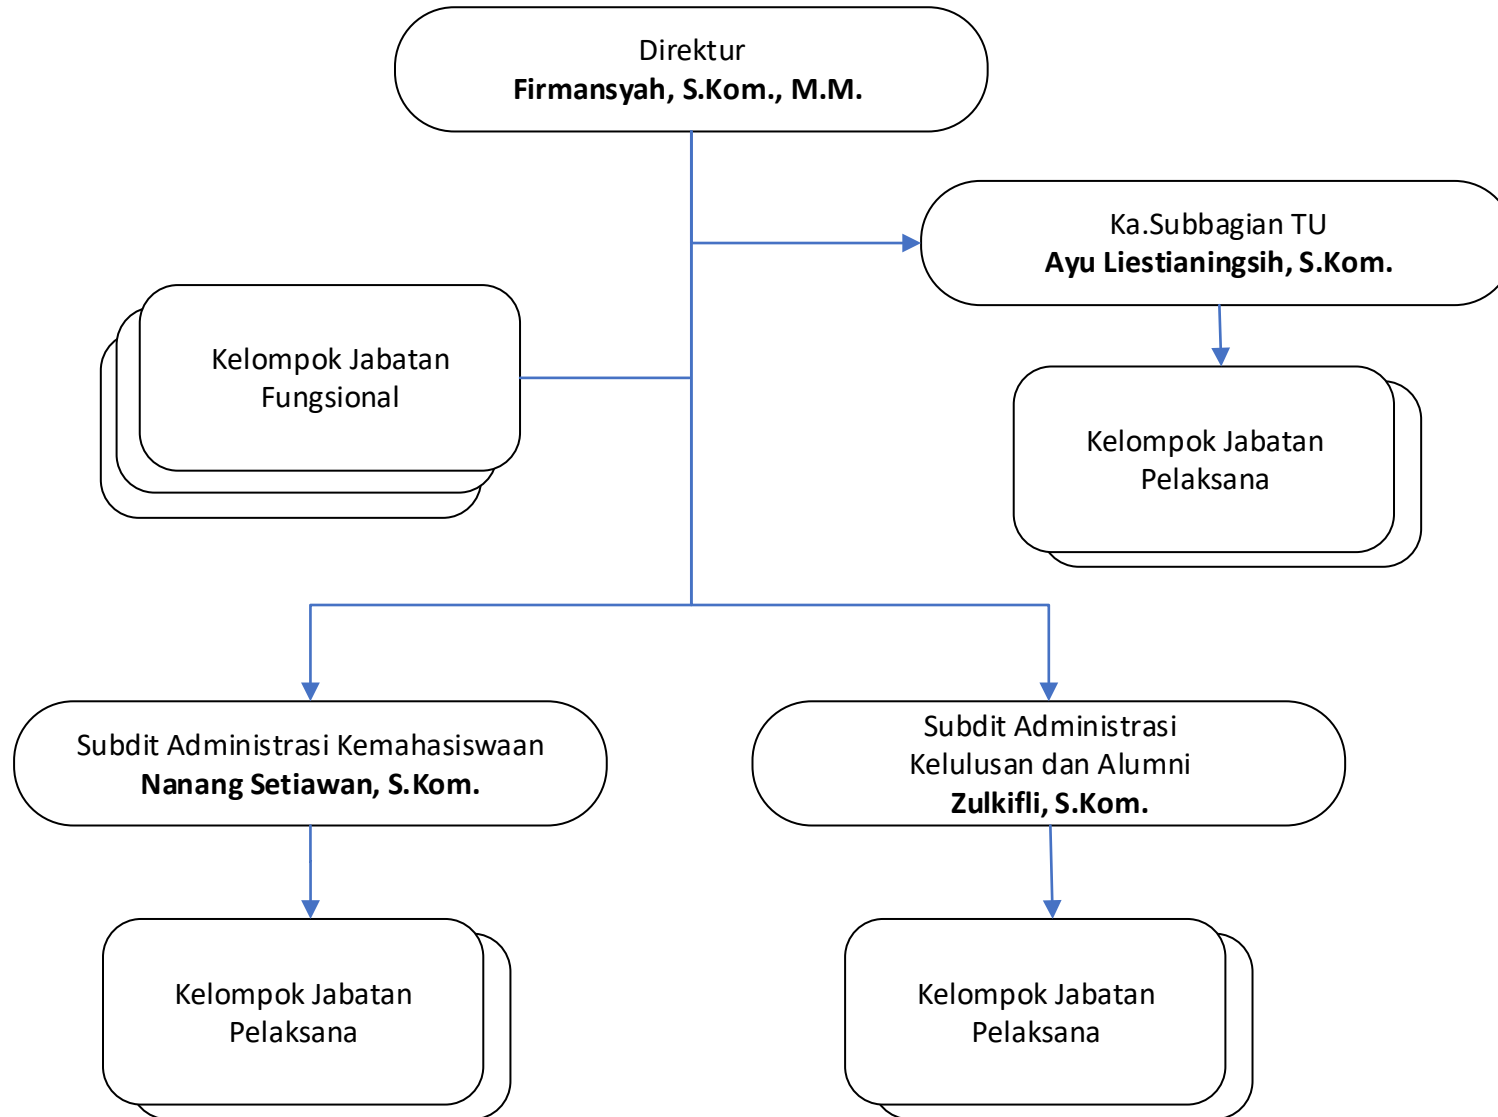 Direktur
Firmansyah, S.Kom., M.M.
Ka.Subbagian TU
Ayu Liestianingsih, S.Kom.
Kelompok Jabatan
Fungsional
Kelompok Jabatan
Pelaksana
Subdit Administrasi Kemahasiswaan
Nanang Setiawan, S.Kom.
Subdit Administrasi
Kelulusan dan Alumni
Zulkifli, S.Kom.
Kelompok Jabatan
Pelaksana
Kelompok Jabatan
Pelaksana